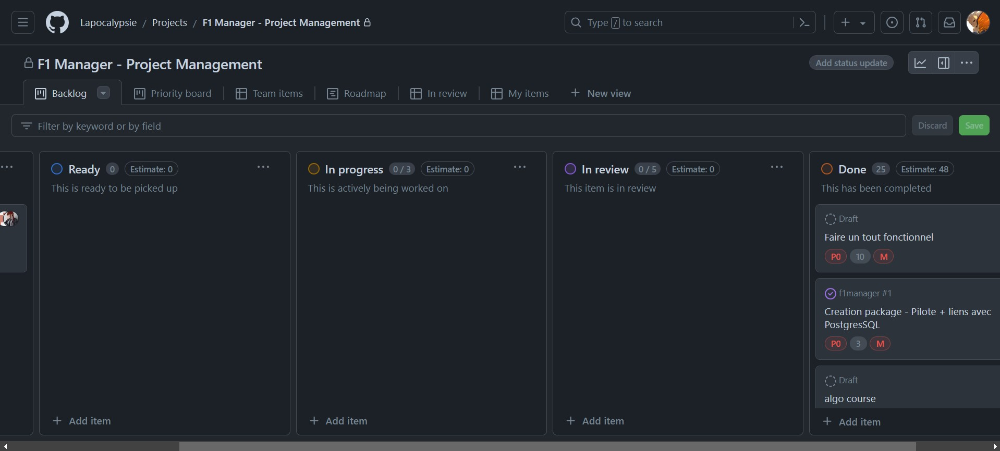 Lapocalypsie / Projects / F1 Manager - Project Management
Type / to search
F1 Manager - Project Management
Add status update
Backlog
Priority board
Team items
Roadmap
In review
My items
New view
Filter by keyword or by field
Discard
Save
Ready 0 Estimate: 0
This is ready to be picked up
Add item
In progress 0 / 3 Estimate: 0
This is actively being worked on
Add item
In review 0 / 5 Estimate: 0
This item is in review
Add item
Done 25 Estimate: 48
This has been completed
Draft
Faire un tout fonctionnel
P0 10 M
f1manager #1
Creation package - Pilote + liens avec
PostgresSQL
P0 3 M
Draft
algo course
Add item